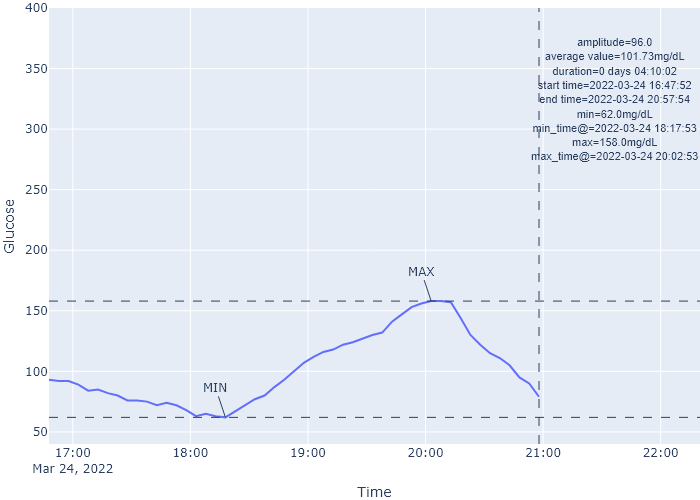 400
350
300
250
200
150
100
50
Glucose
amplitude=96.0
average value=101.73mg/dL
duration=0 days 04:10:02
start time=2022-03-24 16:47:52
end time=2022-03-24 20:57:54
min=62.0mg/dL
min_time@=2022-03-24 18:17:53
max=158.0mg/dL
max_time@=2022-03-24 20:02:53
MAX
MIN
17:00 18:00 19:00 20:00 21:00 22:00
Mar 24, 2022
Time